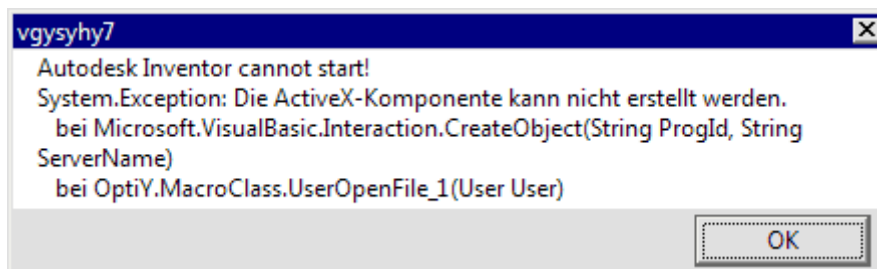 vgysyhy7
Autodesk Inventor cannot start!
System.Exception: Die ActiveX-Komponente kann nicht erstellt werden.
bei Microsoft.VisualBasic.Interaction.CreateObject(String ProgId, String
ServerName)
bei OptiY.MacroClass.UserOpenFile_1(User User)
OK